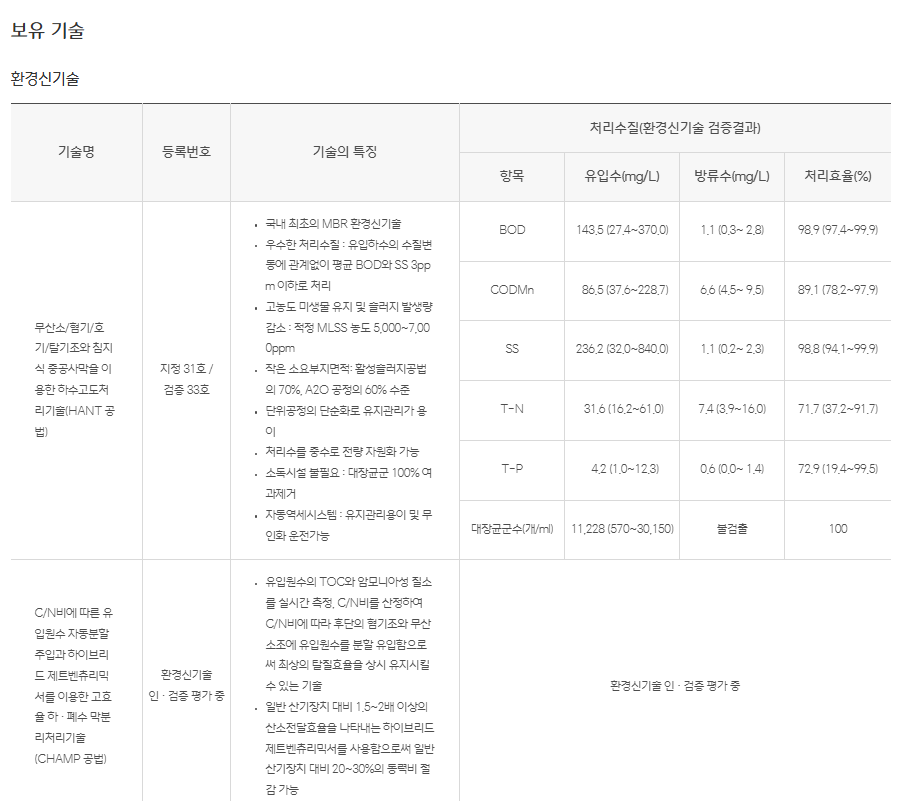 보유 기술
환경신기술
기술명
등록번호
기술의 특징
처리수질(환경신기술 검증결과)
항목
유입수(mg/L)
방류수(mg/L)
처리효율(%)
무산소/혐기/호
기/탈기조와 침지
식 중공사막을 이
용한 하수고도처
리기술(HANT 공
법)
지정 31호 /
검증 33호
• 국내 최초의 MBR 환경신기술
• 우수한 처리수질 : 유입하수의 수질변
동에 관계없이 평균 BOD와 SS 3pp
m 이하로 처리
• 고농도 미생물 유지 및 슬러지 발생량
감소 : 적정 MLSS 농도 5,000~7,00
0ppm
• 작은 소요부지면적: 활성슬러지공법
의 70%, A2O 공정의 60% 수준
• 단위공정의 단순화로 유지관리가 용
이
• 처리수를 중수로 전량 자원화 가능
• 소독시설 불필요 : 대장균군 100% 여
과제거
• 자동역세시스템 : 유지관리용이 및 무
인화 운전가능
BOD
143.5 (27.4~370.0)
1.1 (0.3~ 2.8)
98.9 (97.4~99.9)
CODMn
86.5 (37.6~228.7)
6.6 (4.5~ 9.5)
89.1 (78.2~97.9)
SS
236.2 (32.0~840.0)
1.1 (0.2~ 2.3)
98.8 (94.1~99.9)
T-N
31.6 (16.2~61.0)
7.4 (3.9~16.0)
71.7 (37.2~91.7)
T-P
4.2 (1.0~12.3)
0.6 (0.0~ 1.4)
72.9 (19.4~99.5)
대장균군수(개/ml)
11,228 (570~30,150)
불검출
100
C/N비에 따른 유
입원수 자동분할
주입과 하이브리
드 제트벤츄리믹
서를 이용한 고효
율 하 · 폐수 막분
리처리기술
(CHAMP 공법)
환경신기술
인 · 검증 평가 중
• 유입원수의 TOC와 암모니아성 질소
를 실시간 측정, C/N비를 산정하여
C/N비에 따라 후단의 혐기조와 무산
소조에 유입원수를 분할 유입함으로
써 최상의 탈질효율을 상시 유지시킬
수 있는 기술
• 일반 산기장치 대비 1.5~2배 이상의
산소전달효율을 나타내는 하이브리드
제트벤츄리믹서를 사용함으로써 일반
산기장치 대비 20~30%의 동력비 절
감 가능
환경신기술 인 · 검증 평가 중